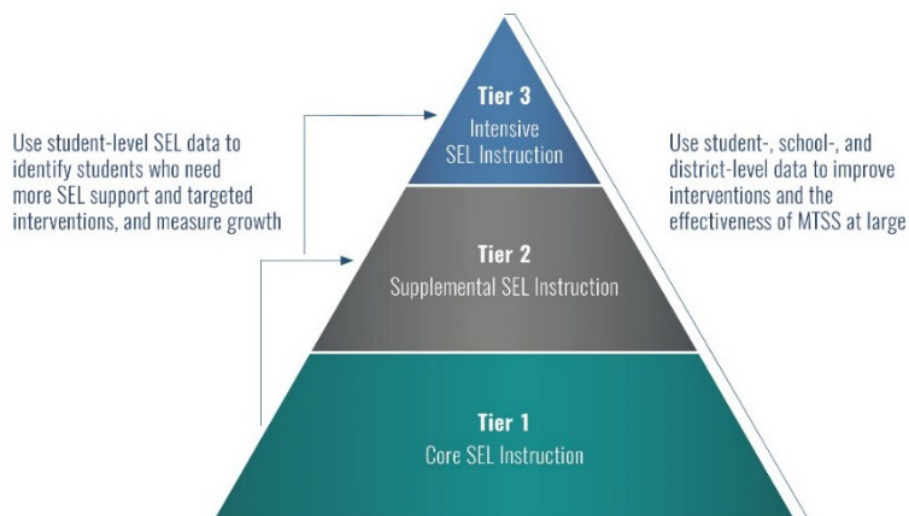 Tier 3
Intensive
SEL Instruction
Use student-level SEL data to
identify students who need
more SEL support and targeted
interventions, and measure growth
Use student-, school-, and
district-level data to improve
interventions and the
effectiveness of MTSS at large
Tier 2
Supplemental SEL Instruction
Tier 1
Core SEL Instruction